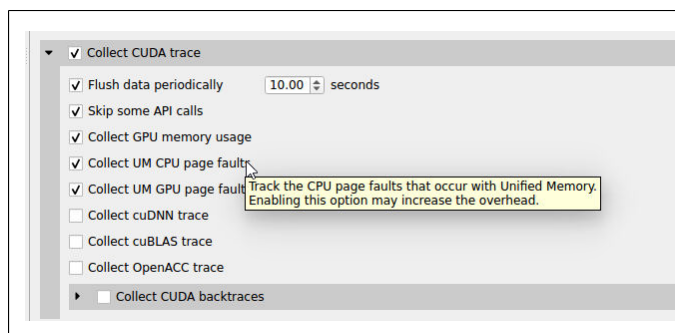 Collect CUDA trace
Flush data periodically 10.00 seconds
Skip some API calls
Collect GPU memory usage
Collect UM CPU page faults
Collect UM GPU page fault
Track the CPU page faults that occur with Unified Memory.
Enabling this option may increase the overhead.
Collect cuDNN trace
Collect cuBLAS trace
Collect OpenACC trace
Collect CUDA backtraces